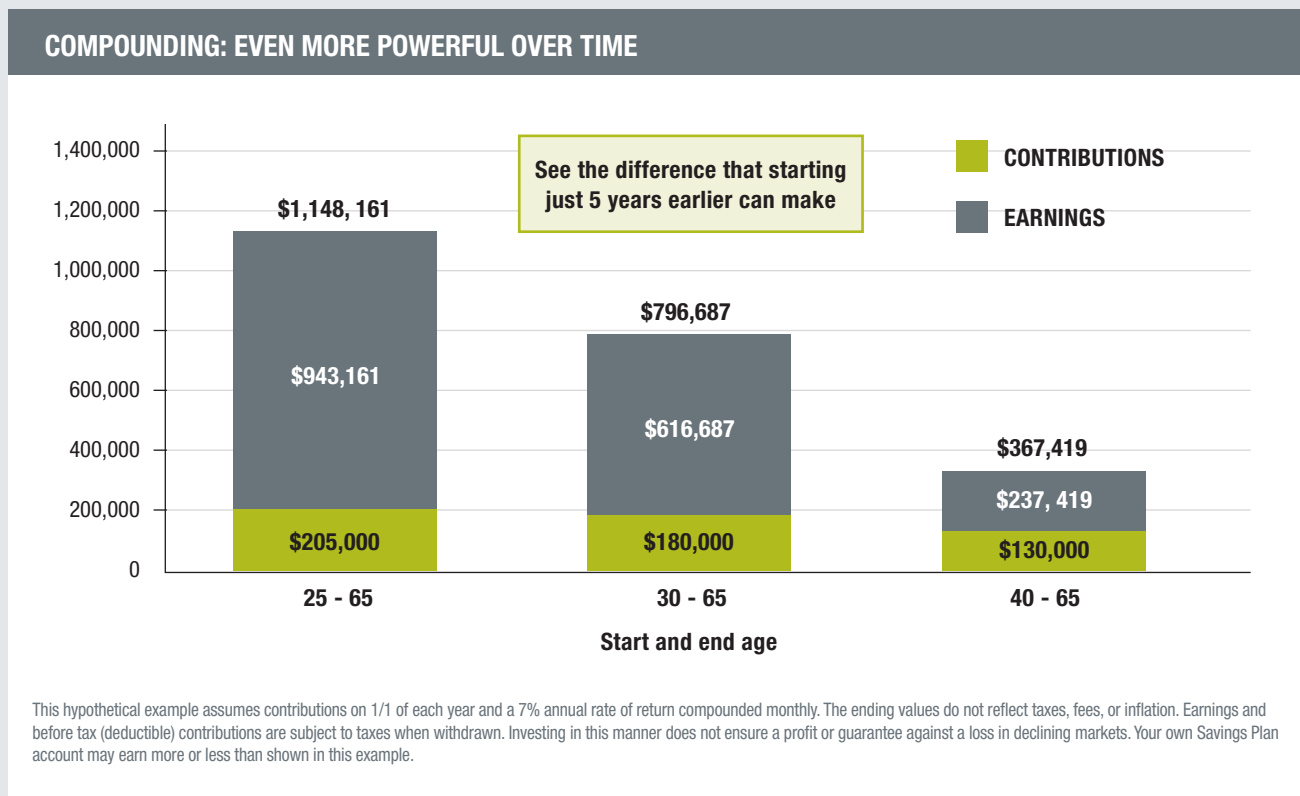 COMPOUNDING: EVEN MORE POWERFUL OVER TIME
1,400,000
1,200,000
1,000,000
800,000
600,000
400,000
200,000
0
See the difference that starting
just 5 years earlier can make
CONTRIBUTIONS
EARNINGS
$1,148, 161
$943,161
$205,000
$796,687
$616,687
$180,000
$367,419
$237, 419
$130,000
25 - 65
30 - 65
40 - 65
Start and end age
This hypothetical example assumes contributions on 1/1 of each year and a 7% annual rate of return compounded monthly. The ending values do not reflect taxes, fees, or inflation. Earnings and
before tax (deductible) contributions are subject to taxes when withdrawn. Investing in this manner does not ensure a profit or guarantee against a loss in declining markets. Your own Savings Plan
account may earn more or less than shown in this example.